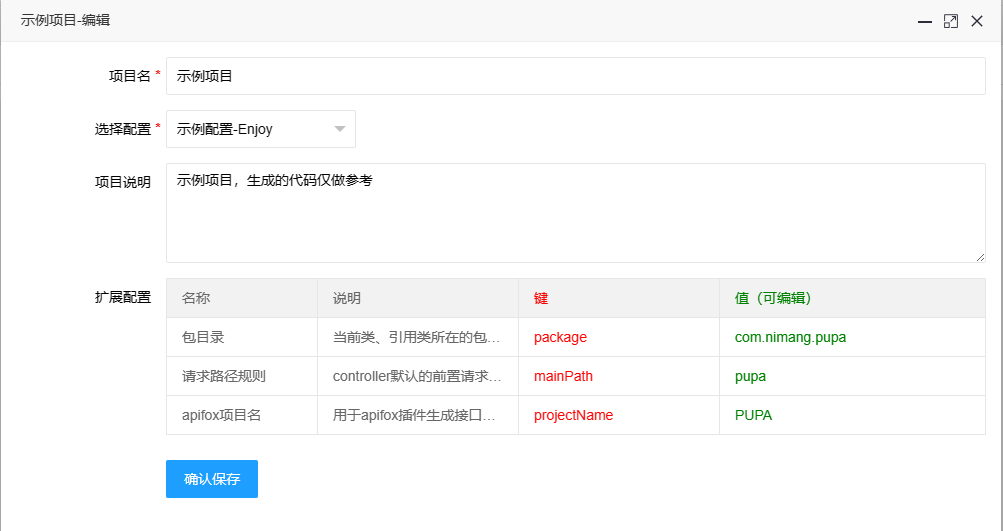 示例项目-编辑
项目名 * 示例项目
选择配置 * 示例配置-Enjoy
项目说明 示例项目，生成的代码仅做参考
扩展配置 名称 说明 键 值（可编辑）
包目录 当前类、引用类所在的包... package com.nimang.pupa
请求路径规则 controller默认的前置请求... mainPath pupa
apifox项目名 用于apifox插件生成接口... projectName PUPA
确认保存